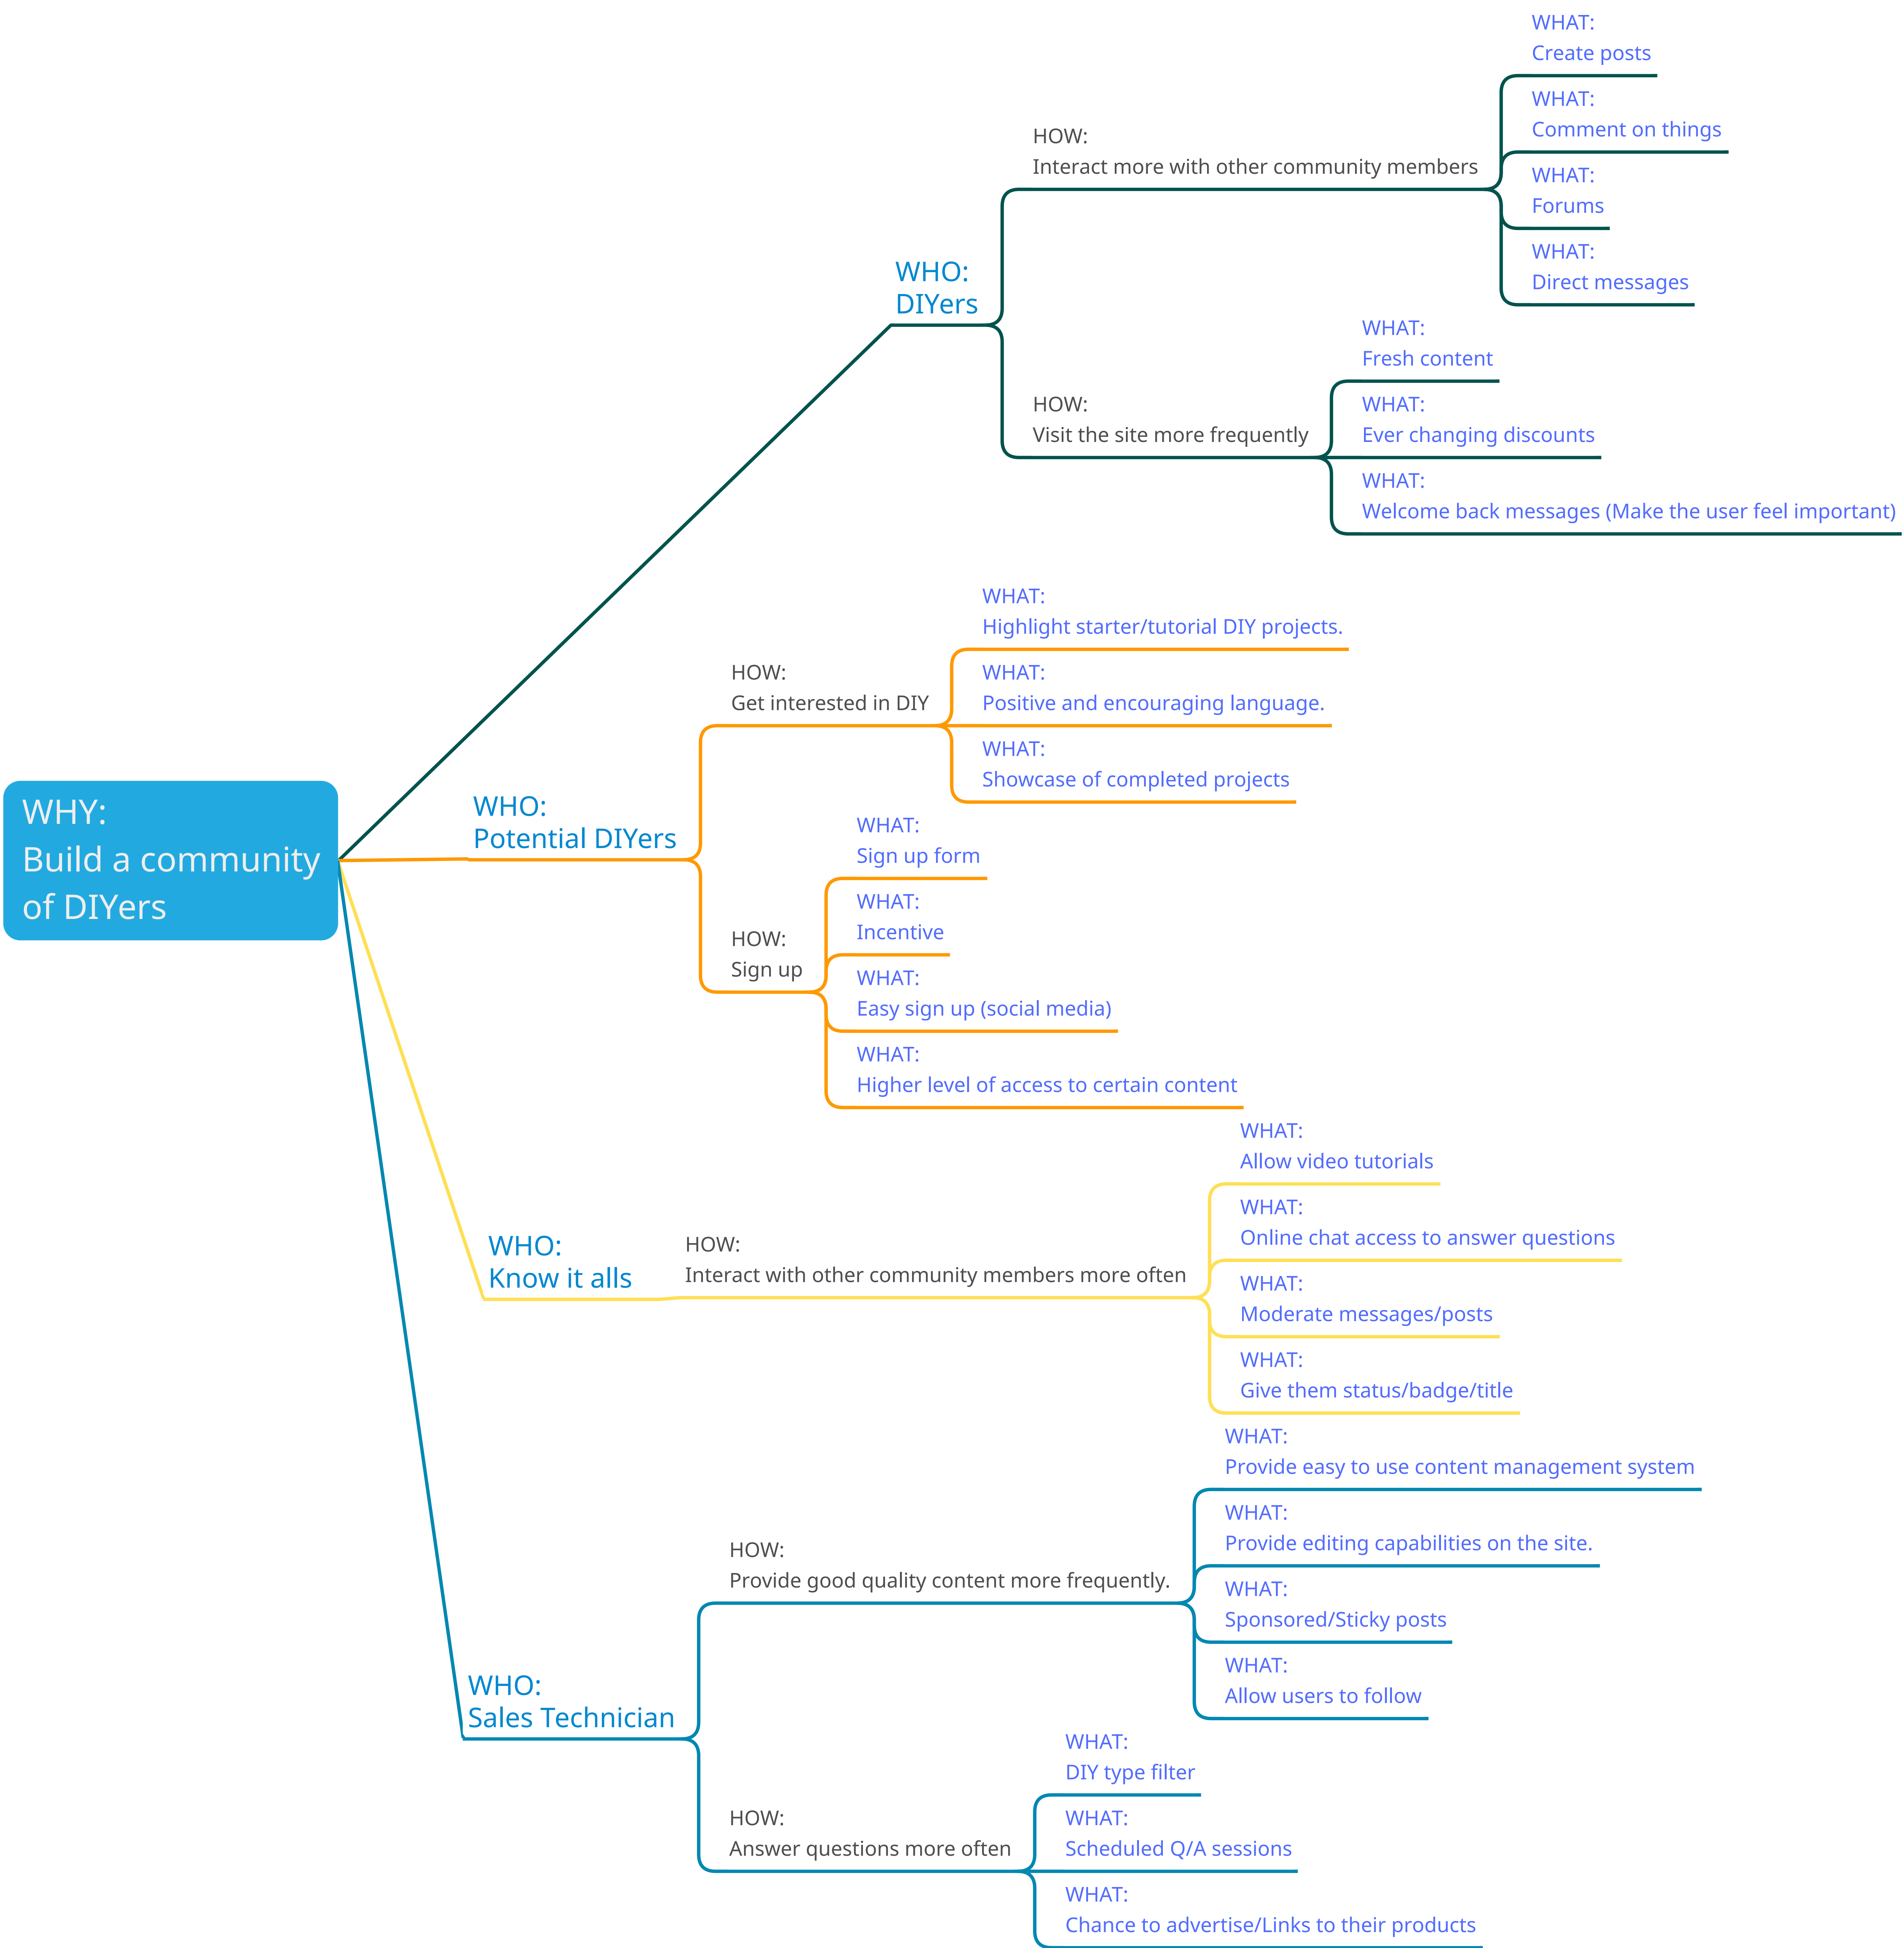 WHY:
Build a community
of DIYers
WHO:
DIYers
HOW:
Interact more with other community members
WHAT:
Create posts
WHAT:
Comment on things
WHAT:
Forums
WHAT:
Direct messages
HOW:
Visit the site more frequently
WHAT:
Fresh content
WHAT:
Ever changing discounts
WHAT:
Welcome back messages (Make the user feel important)
WHO:
Potential DIYers
HOW:
Get interested in DIY
WHAT:
Highlight starter/tutorial DIY projects.
WHAT:
Positive and encouraging language.
WHAT:
Showcase of completed projects
HOW:
Sign up
WHAT:
Sign up form
WHAT:
Incentive
WHAT:
Easy sign up (social media)
WHAT:
Higher level of access to certain content
WHO:
Know it alls
HOW:
Interact with other community members more often
WHAT:
Allow video tutorials
WHAT:
Online chat access to answer questions
WHAT:
Moderate messages/posts
WHAT:
Give them status/badge/title
WHO:
Sales Technician
HOW:
Provide good quality content more frequently.
WHAT:
Provide easy to use content management system
WHAT:
Provide editing capabilities on the site.
WHAT:
Sponsored/Sticky posts
WHAT:
Allow users to follow
HOW:
Answer questions more often
WHAT:
DIY type filter
WHAT:
Scheduled Q/A sessions
WHAT:
Chance to advertise/Links to their products